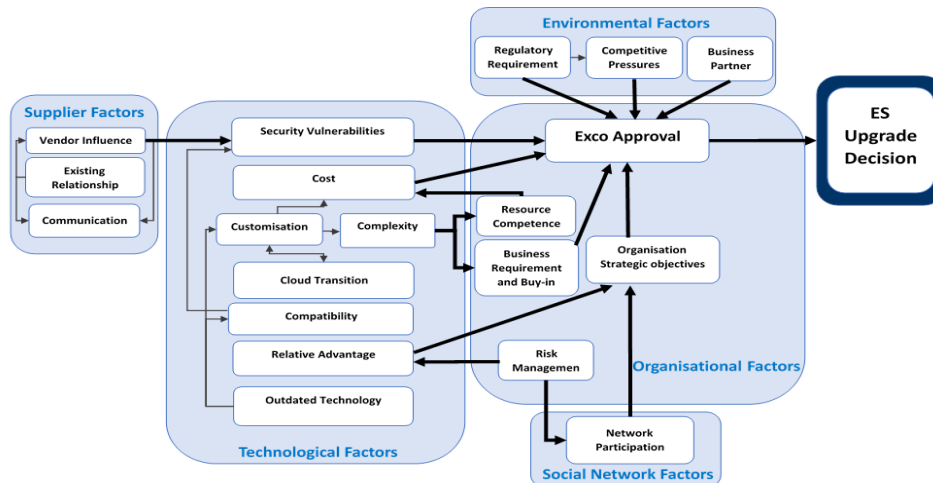 Environmental Factors
Regulatory
Requirement
Competitive
Pressures
Business
Partner
Supplier Factors
Vendor Influence
Existing
Relationship
Communication
Security Vulnerabilities
Cost
Customisation
Complexity
Cloud Transition
Compatibility
Relative Advantage
Outdated Technology
Technological Factors
Exco Approval
Resource
Competence
Business
Requirement
and Buy-in
Organisation
Strategic objectives
Risk
Managemen
Organisational Factors
Network
Participation
Social Network Factors
ES
Upgrade
Decision